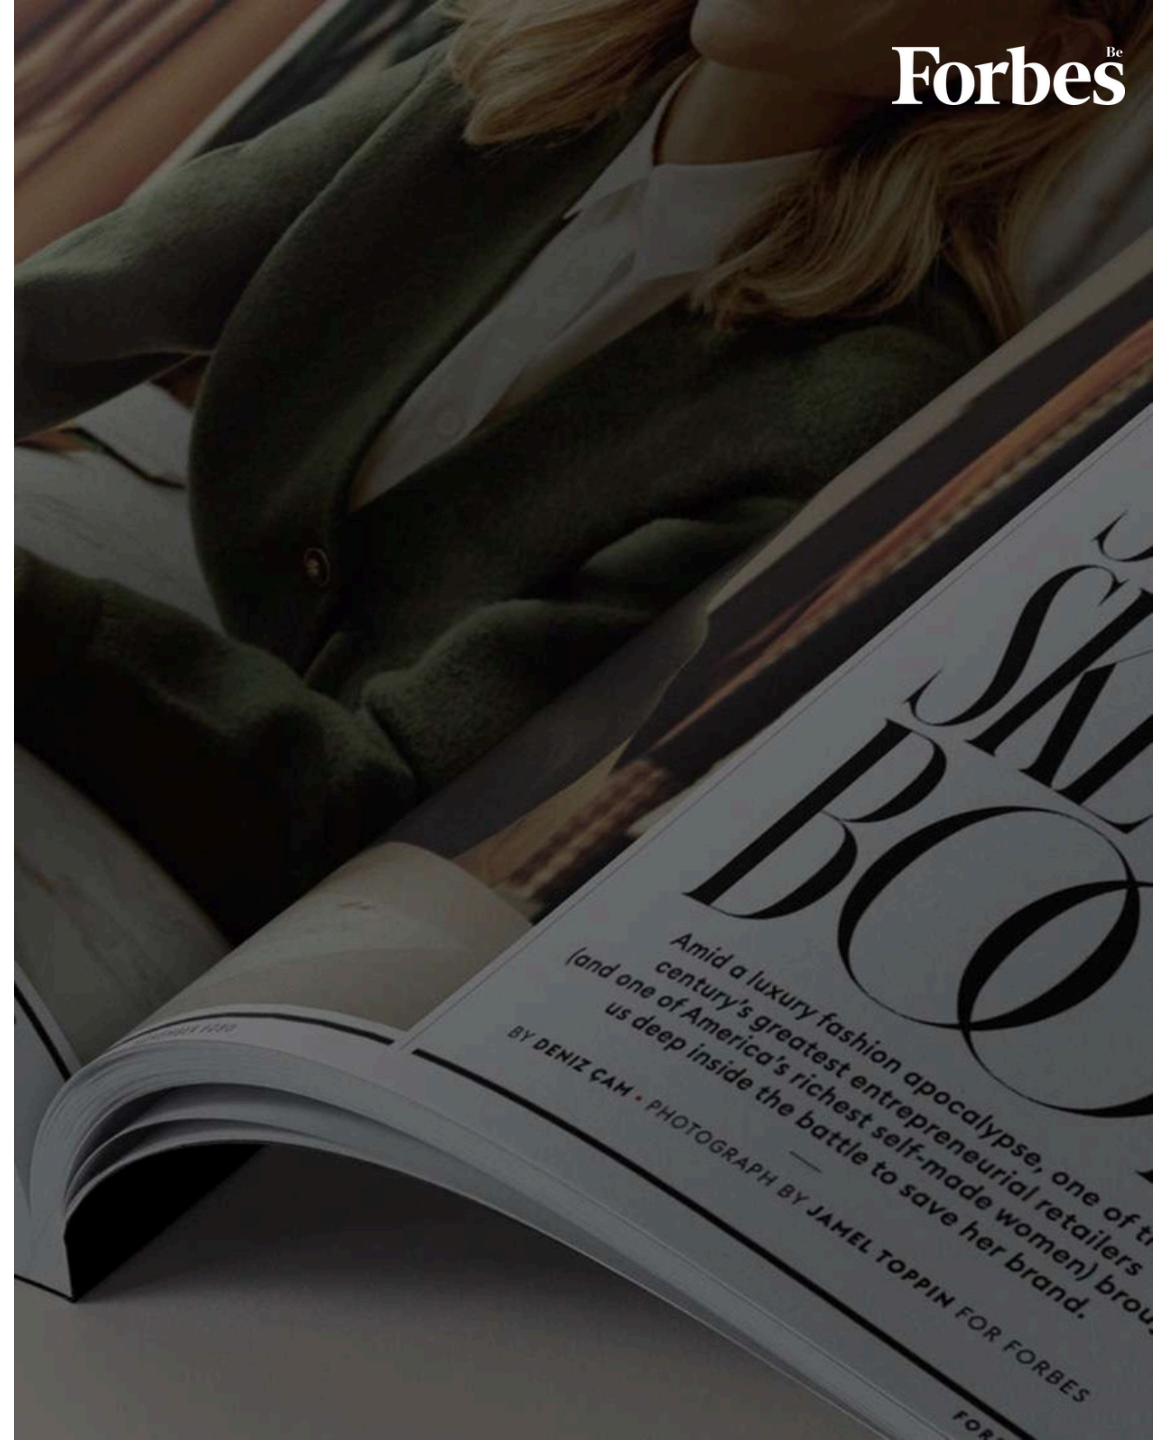 Forbes
Be
SK
BOO
Amid a luxury fashion apocalypse, one of
century's greatest entrepreneurial retailers
(and one of America's richest self-made women)
us deep inside the battle to save her brand.
BY DENIZ ÇAM • PHOTOGRAPH BY JAMEL TOPPIN FOR FORBES